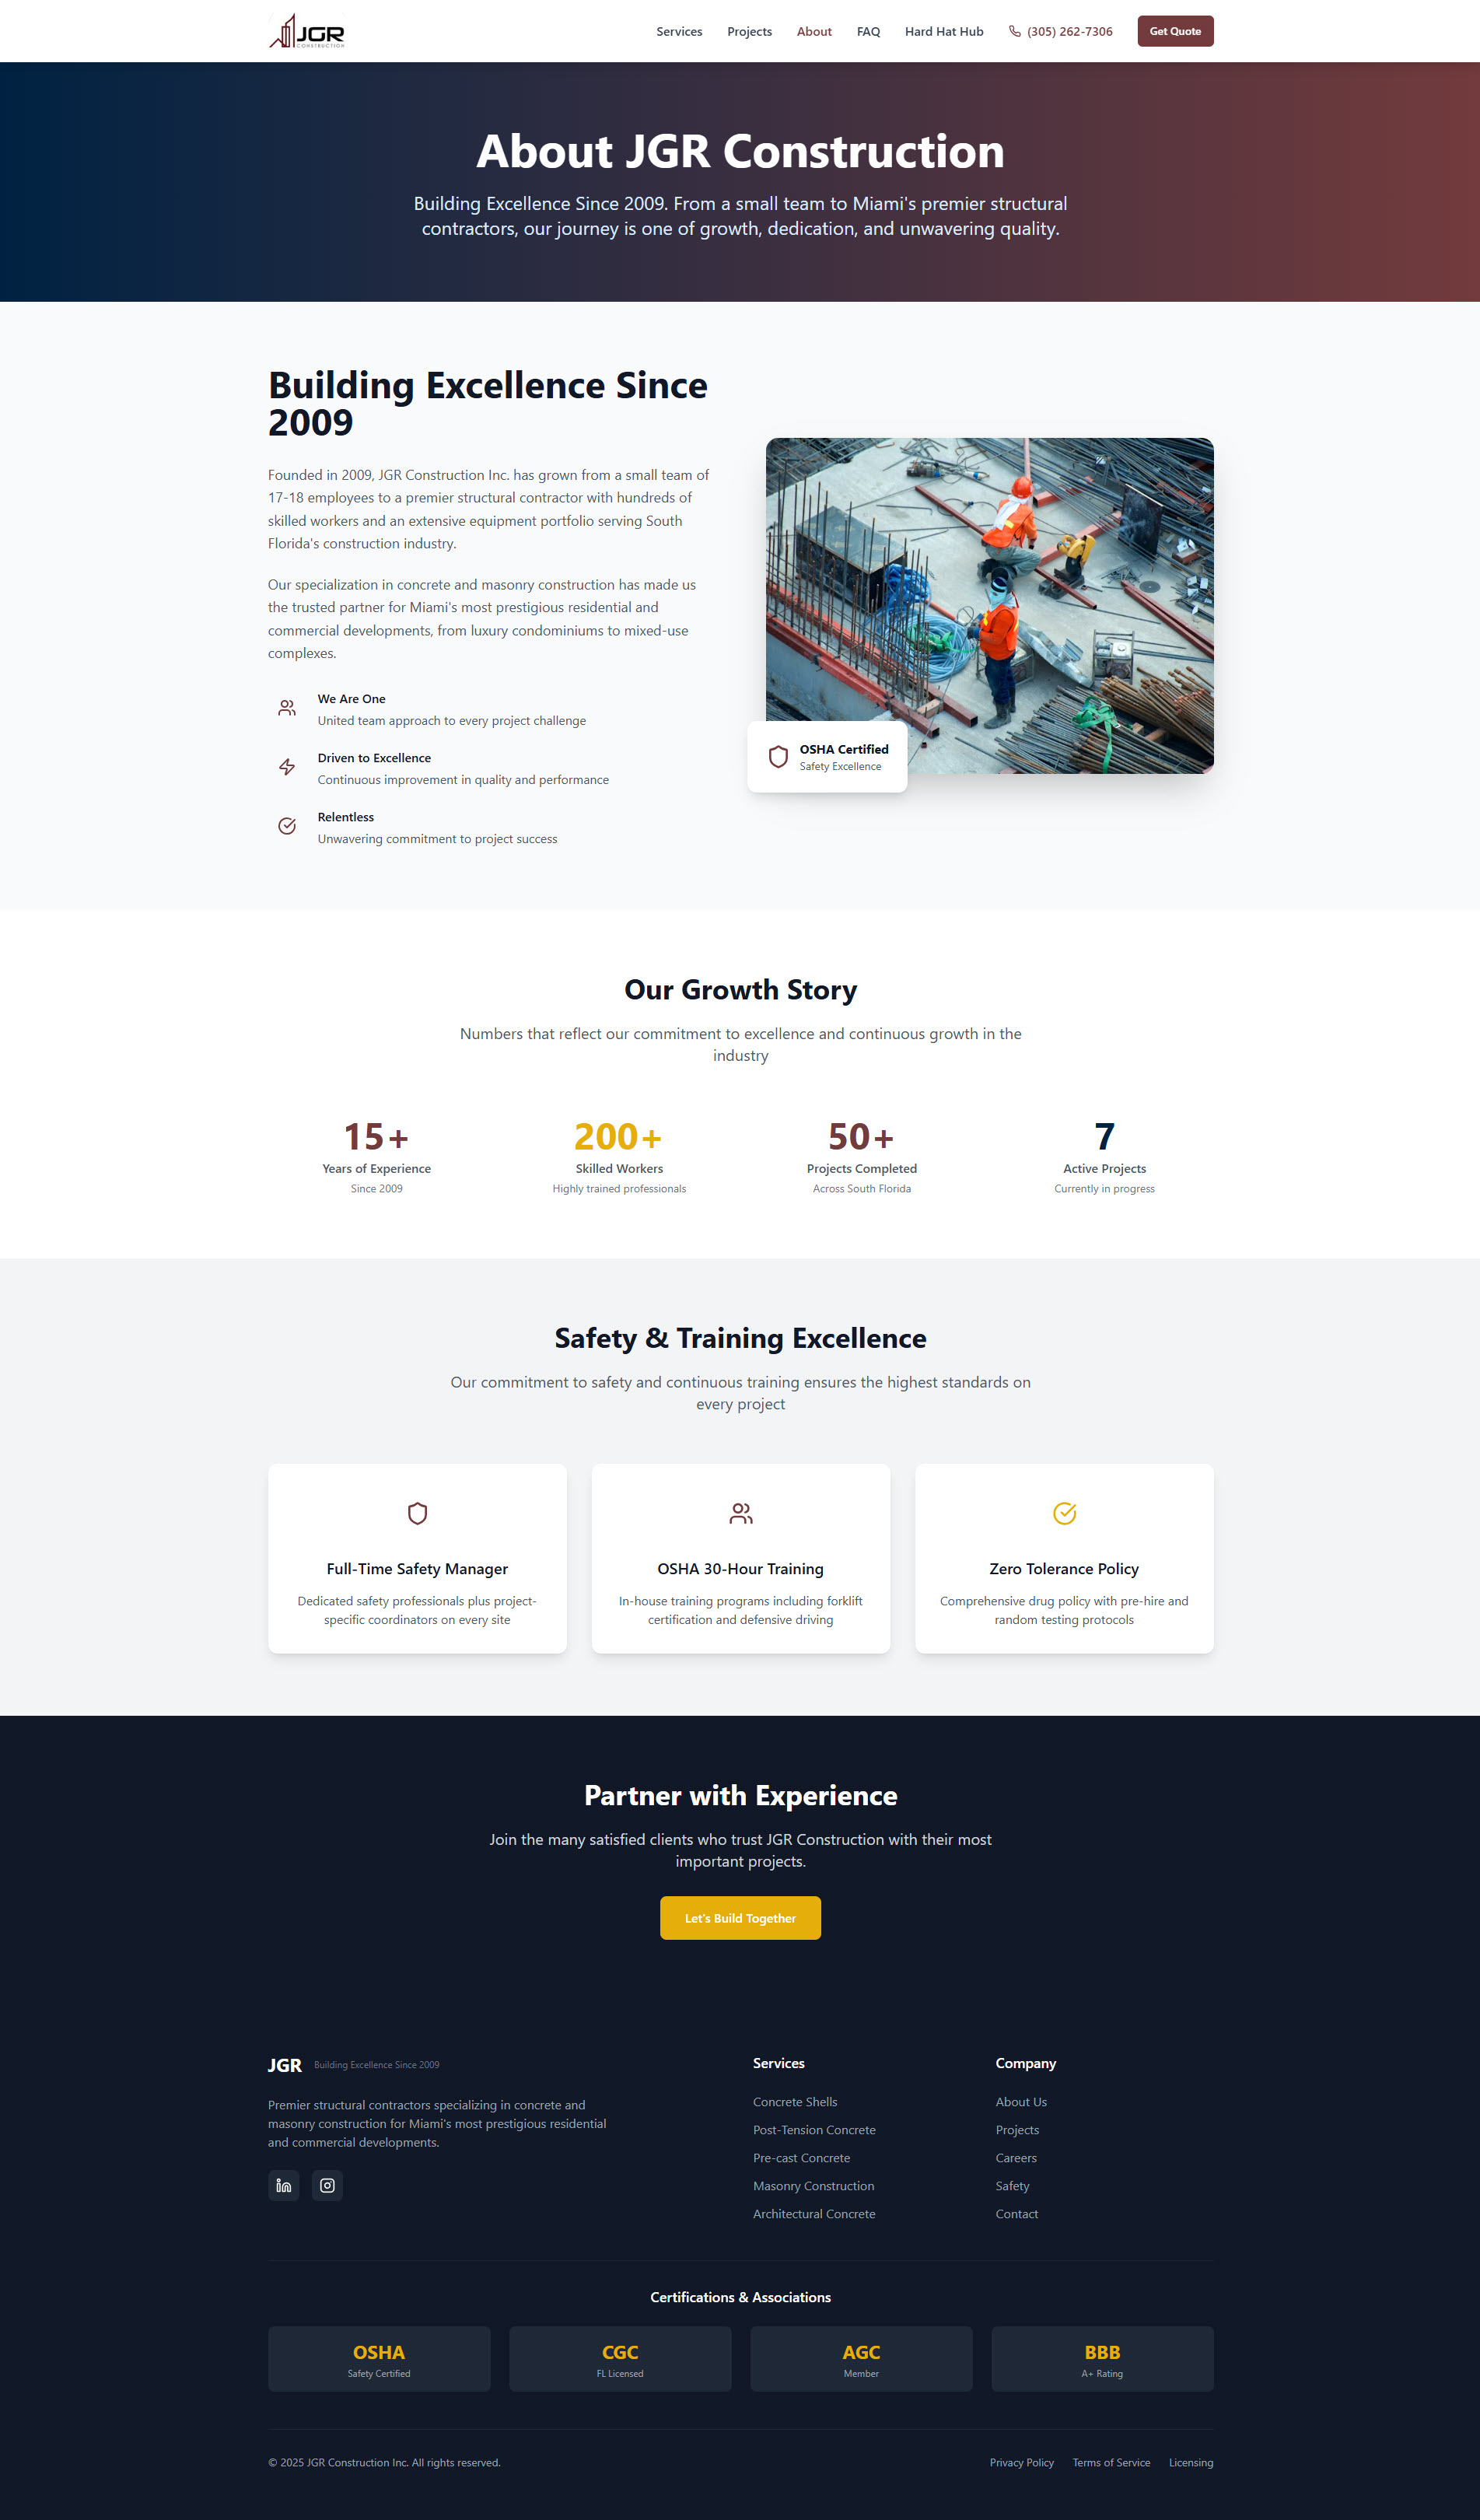 JGR
CONSTRUCTION
Services
Projects
About
FAQ
Hard Hat Hub
(305) 262-7306
Get Quote
About JGR Construction
Building Excellence Since 2009. From a small team to Miami's premier structural
contractors, our journey is one of growth, dedication, and unwavering quality.
Building Excellence Since
2009
Founded in 2009, JGR Construction Inc. has grown from a small team of
17-18 employees to a premier structural contractor with hundreds of
skilled workers and an extensive equipment portfolio serving South
Florida's construction industry.
Our specialization in concrete and masonry construction has made us
the trusted partner for Miami's most prestigious residential and
commercial developments, from luxury condominiums to mixed-use
complexes.
We Are One
United team approach to every project challenge
Driven to Excellence
Continuous improvement in quality and performance
Relentless
Unwavering commitment to project success
OSHA Certified
Safety Excellence
Our Growth Story
Numbers that reflect our commitment to excellence and continuous growth in the
industry
15+
Years of Experience
Since 2009
200+
Skilled Workers
Highly trained professionals
50+
Projects Completed
Across South Florida
7
Active Projects
Currently in progress
Safety & Training Excellence
Our commitment to safety and continuous training ensures the highest standards on
every project
Full-Time Safety Manager
Dedicated safety professionals plus project-
specific coordinators on every site
OSHA 30-Hour Training
In-house training programs including forklift
certification and defensive driving
Zero Tolerance Policy
Comprehensive drug policy with pre-hire and
random testing protocols
Partner with Experience
Join the many satisfied clients who trust JGR Construction with their most
important projects.
Let's Build Together
JGR
Building Excellence Since 2009
Premier structural contractors specializing in concrete and
masonry construction for Miami's most prestigious residential
and commercial developments.
Services
Concrete Shells
Post-Tension Concrete
Pre-cast Concrete
Masonry Construction
Architectural Concrete
Company
About Us
Projects
Careers
Safety
Contact
Certifications & Associations
OSHA
Safety Certified
CGC
FL Licensed
AGC
Member
BBB
A+ Rating
© 2025 JGR Construction Inc. All rights reserved.
Privacy Policy
Terms of Service
Licensing